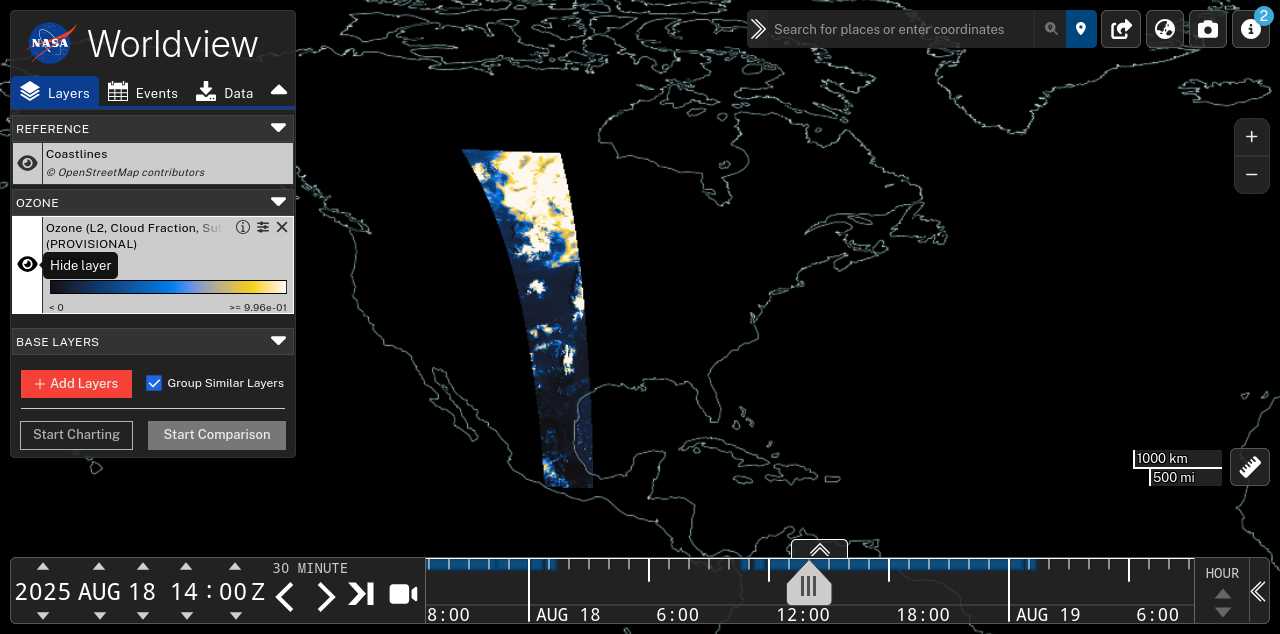 NASA
Worldview
Layers
Events
Data
REFERENCE
Coastlines
© OpenStreetMap contributors
OZONE
Ozone (L2, Cloud Fraction,
(PROVISIONAL)
Hide layer
< 0
>= 9.96e-01
BASE LAYERS
+ Add Layers
Group Similar Layers
Start Charting
Start Comparison
Search for places or enter coordinates
2
+
−
1000 km
500 mi
2025 AUG 18 14:00 Z
30 MINUTE
8:00
AUG 18
6:00
12:00
18:00
AUG 19
6:00
HOUR